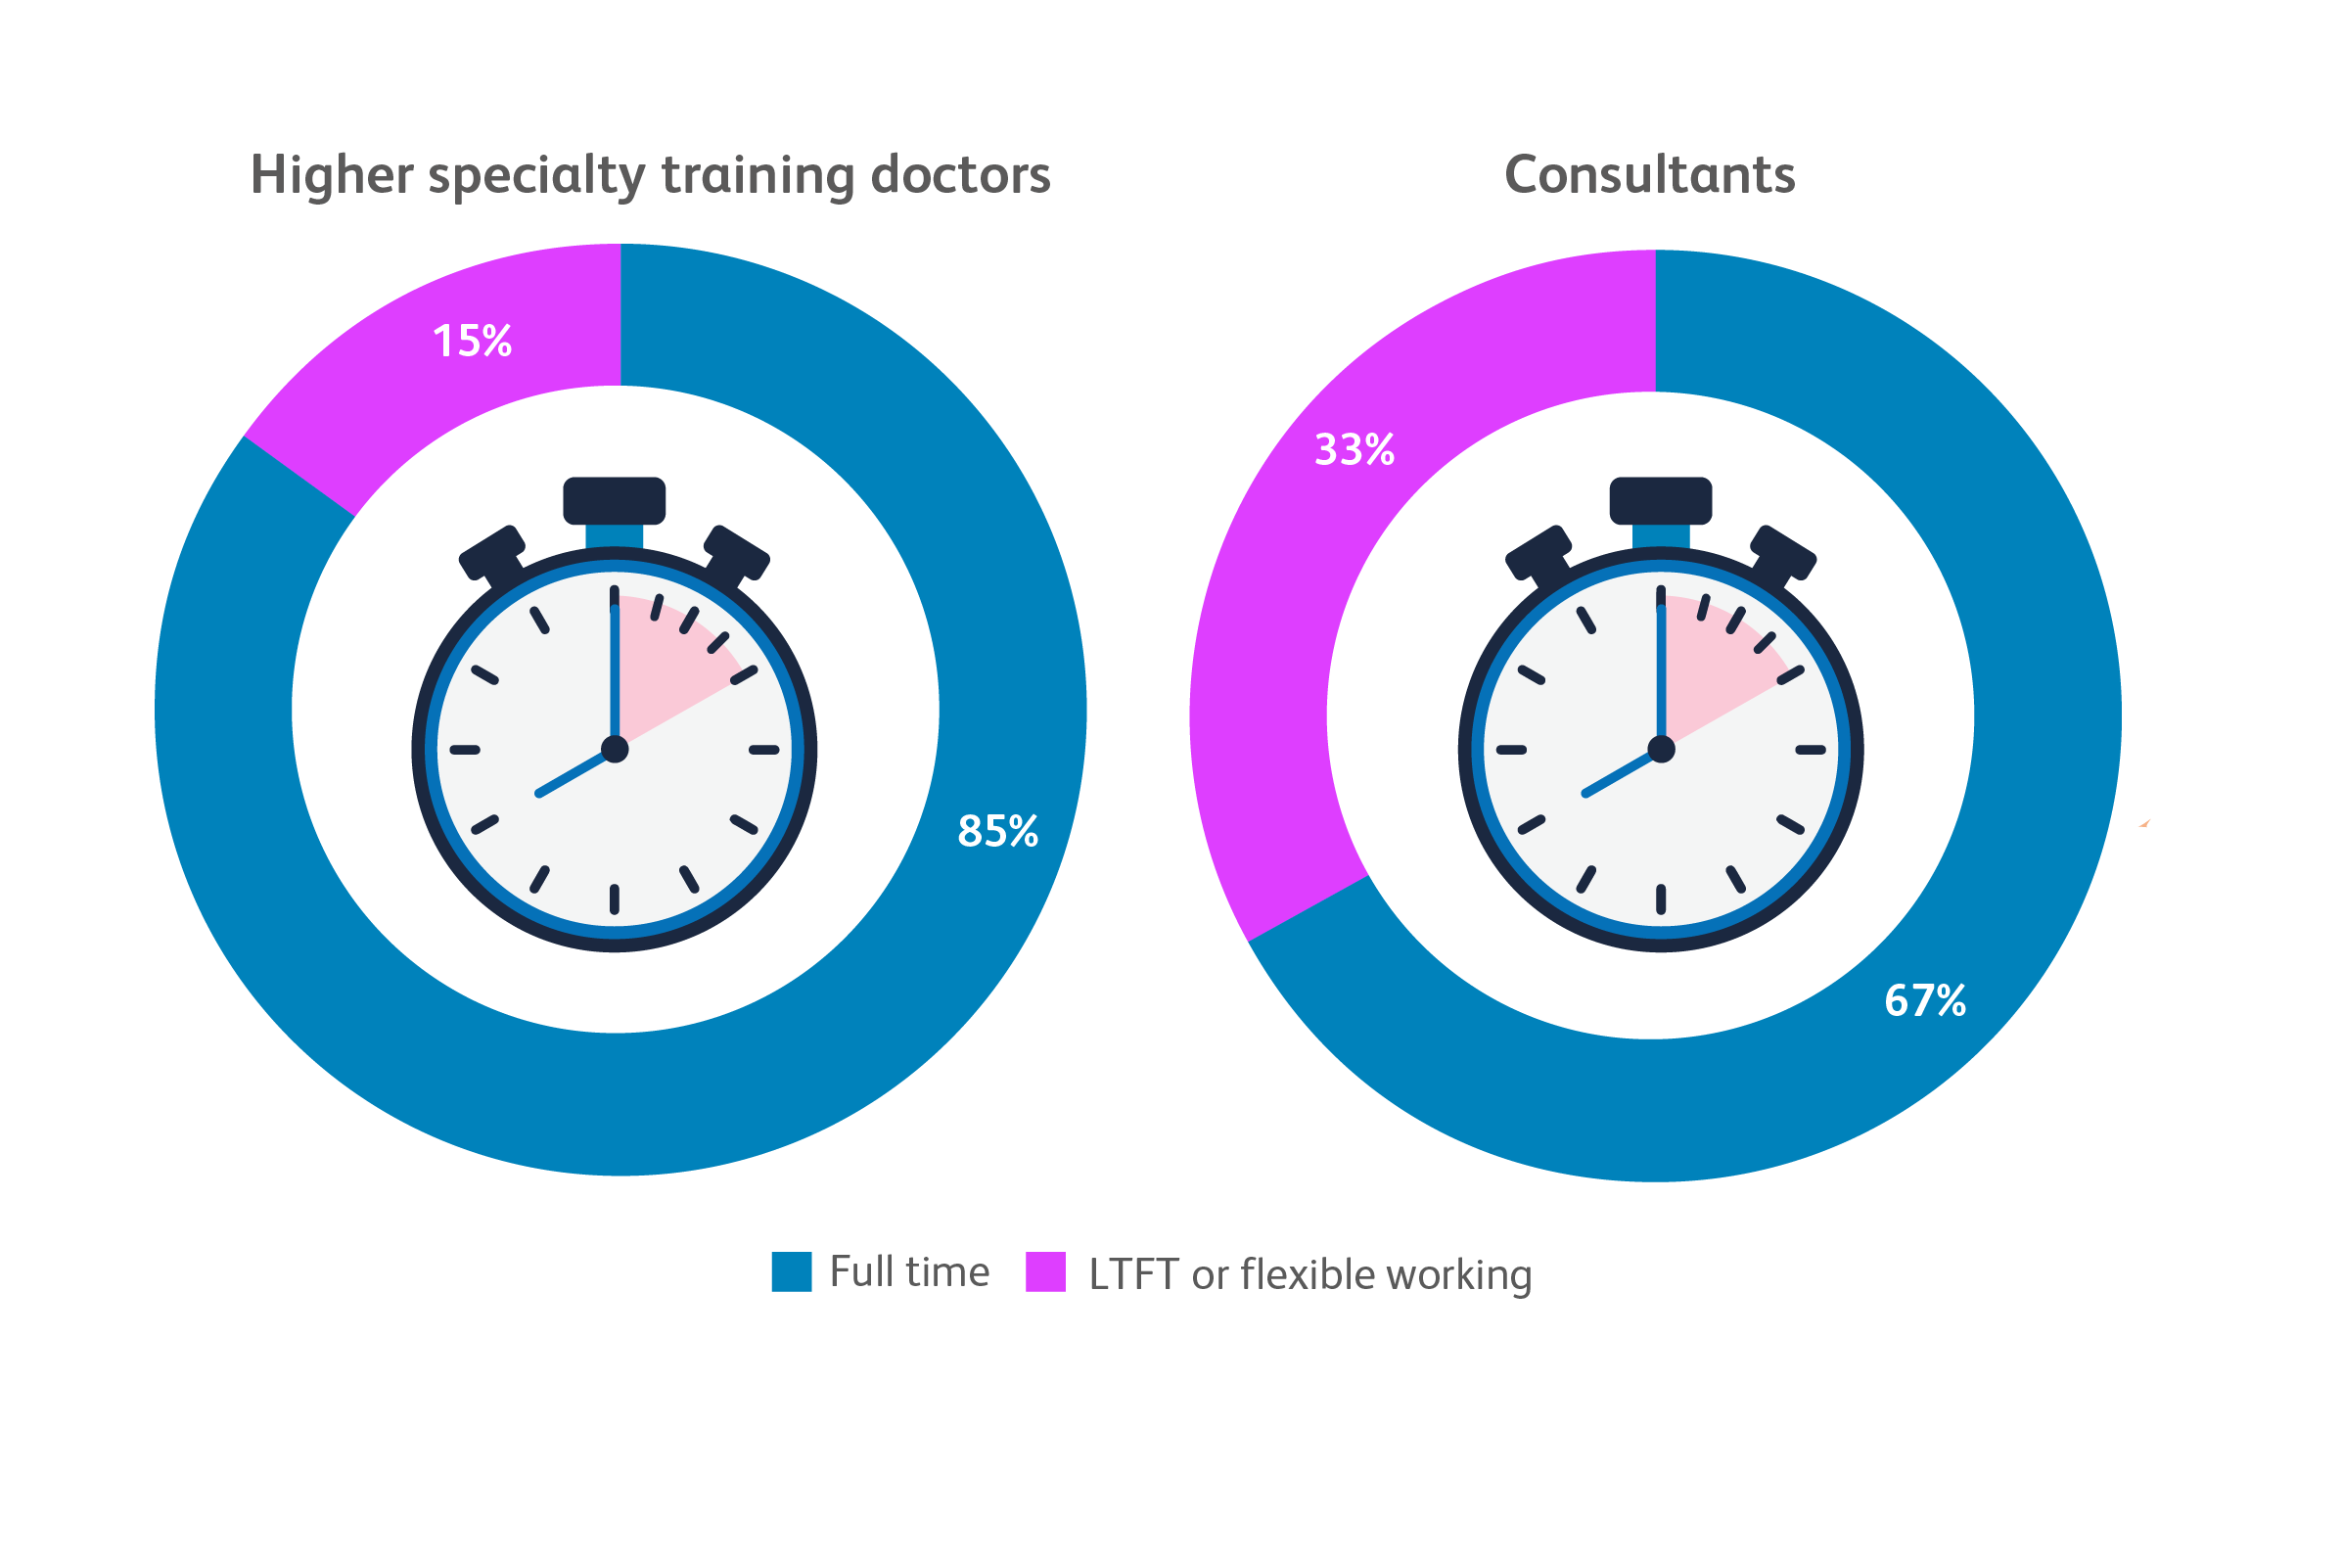 Higher specialty training doctors
Consultants
15%
33%
85%
67%
Full time
LTFT or flexible working